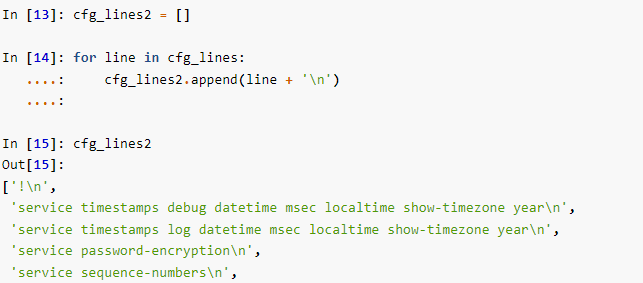 In [13]: cfg_lines2 = []
In [14]: for line in cfg_lines:
   ....:     cfg_lines2.append(line + '\n')
   ....:
In [15]: cfg_lines2
Out[15]:
['!\n',
 'service timestamps debug datetime msec localtime show-timezone year\n',
 'service timestamps log datetime msec localtime show-timezone year\n',
 'service password-encryption\n',
 'service sequence-numbers\n',